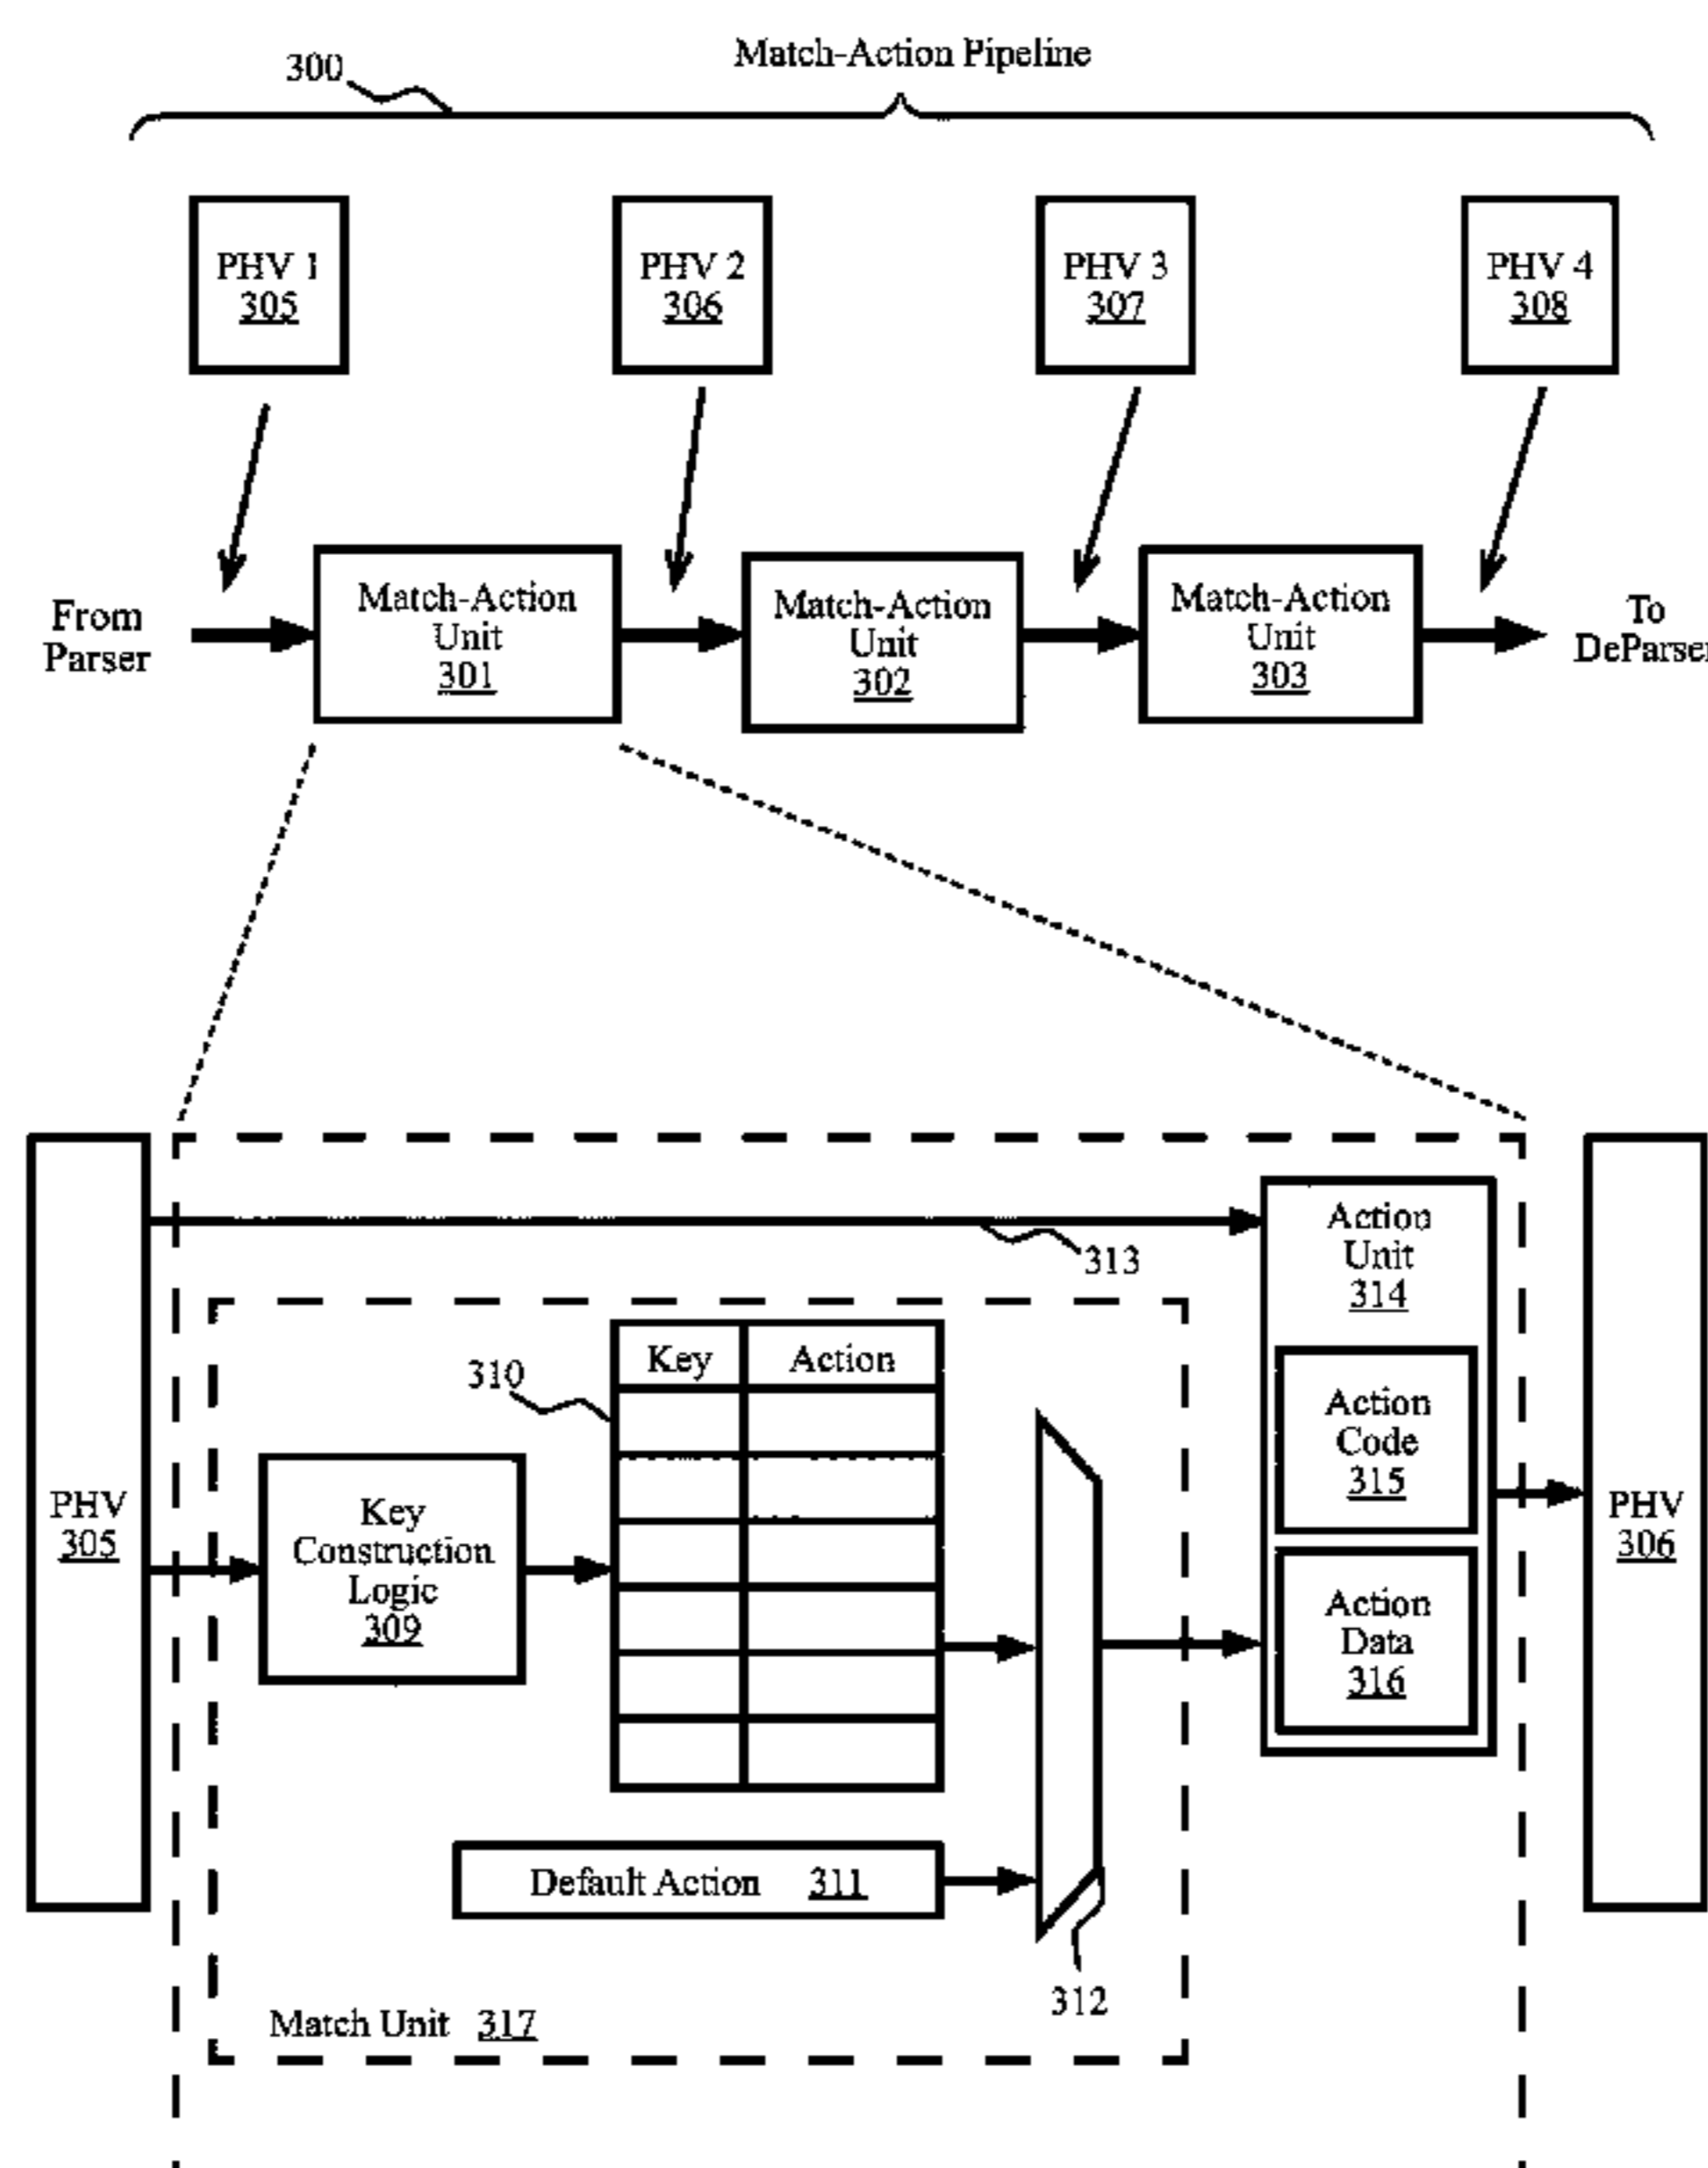 Match-Action Pipeline
300
PHV 1
305
PHV 2
306
PHV 3
307
PHV 4
308
From
Parser
Match-Action
Unit
301
Match-Action
Unit
302
Match-Action
Unit
303
To
DeParser
PHV
305
313
Action
Unit
314
310
Key Action
Key
Construction
Logic
309
Action
Code
315
Action
Data
316
PHV
306
Default Action 311
312
Match Unit 317